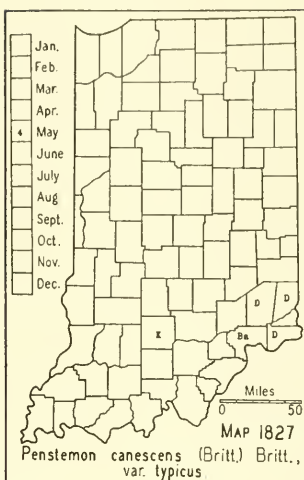 Jan.
Feb.
Mar.
Apr.
4 May
June
July
Aug
Sept.
Oct.
Nov.
Dec.
D D
K Ba D
Miles
0 50
MAP 1827
Penstemon canescens (Britt.) Britt.,
var. typicus